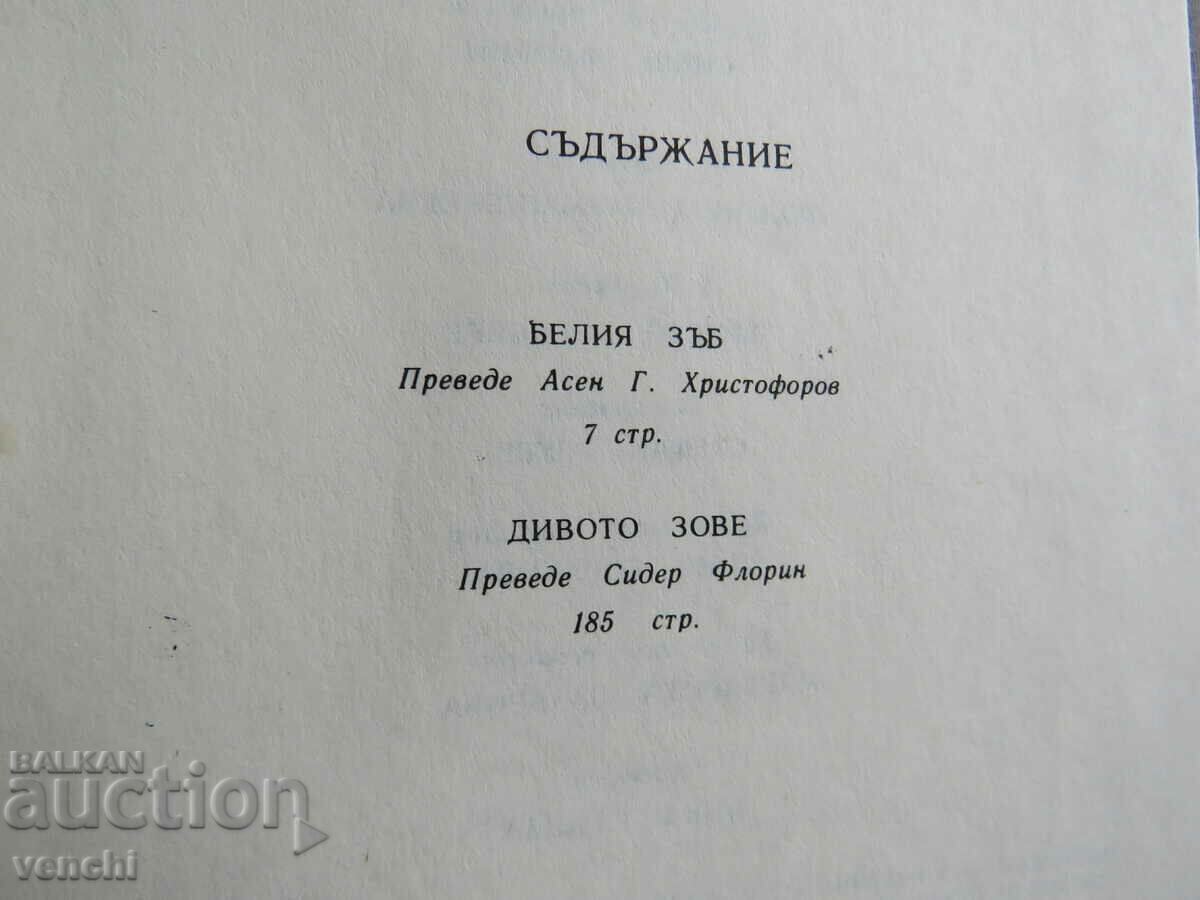 СЪДЪРЖАНИЕ
БЕЛИЯ ЗЪБ
Преведе Асен Г. Христофоров
7 стр.
ДИВОТО ЗОВЕ
Преведе Сидер Флорин
185 стр.
BALKAN
auction
venchi